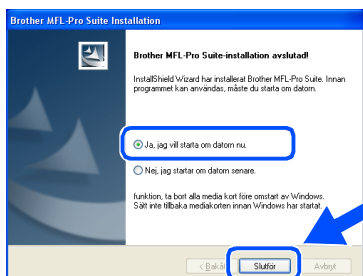 Brother MFL-Pro Suite Installation
Brother MFL-Pro Suite-installation avslutad!
InstallShield Wizard har installerat Brother MFL-Pro Suite. Innan
programmet kan användas, måste du starta om datorn.
Ja, jag vill starta om datorn nu.
Nej, jag startar om datorn senare.
funktion, ta bort alla media kort före omstart av Windows.
Sätt inte tillbaka mediakorten innan Windows har startat.
< Bakåt
Slutför
Avbryt